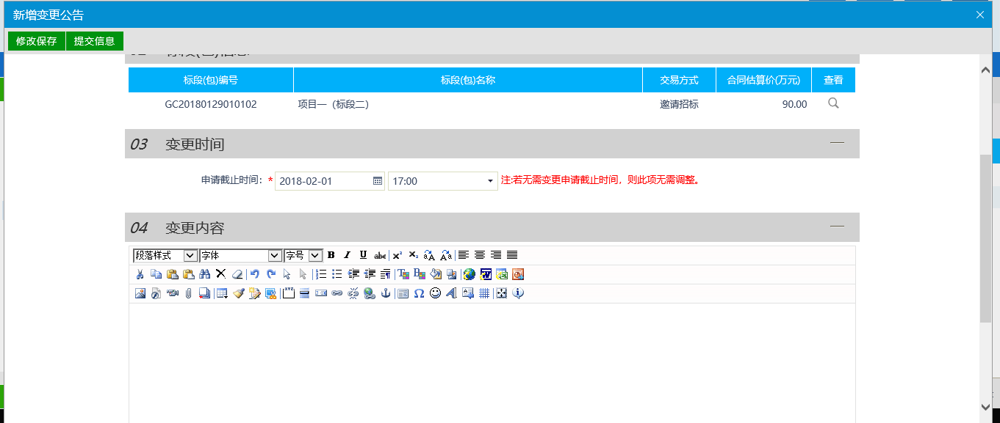 新增变更公告
修改保存 提交信息
标段(包)编号 标段(包)名称 交易方式 合同估算价(万元) 查看
GC20180129010102 项目一（标段二） 邀请招标 90.00
03 变更时间
申请截止时间：* 2018-02-01 17:00 注:若无需变更申请截止时间，则此项无需调整。
04 变更内容
段落样式 字体 字号 B I U abc